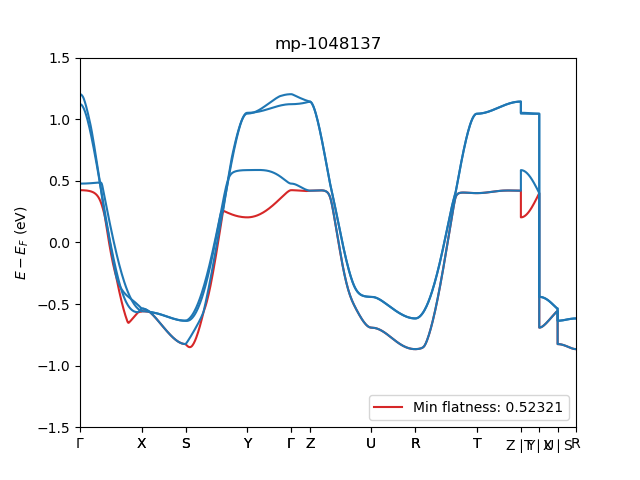 mp-1048137
E − E_F (eV)
1.5
1.0
0.5
0.0
−0.5
−1.0
−1.5
Min flatness: 0.52321
Γ X S Y Γ Z U R T Z | T Y | X U | S R